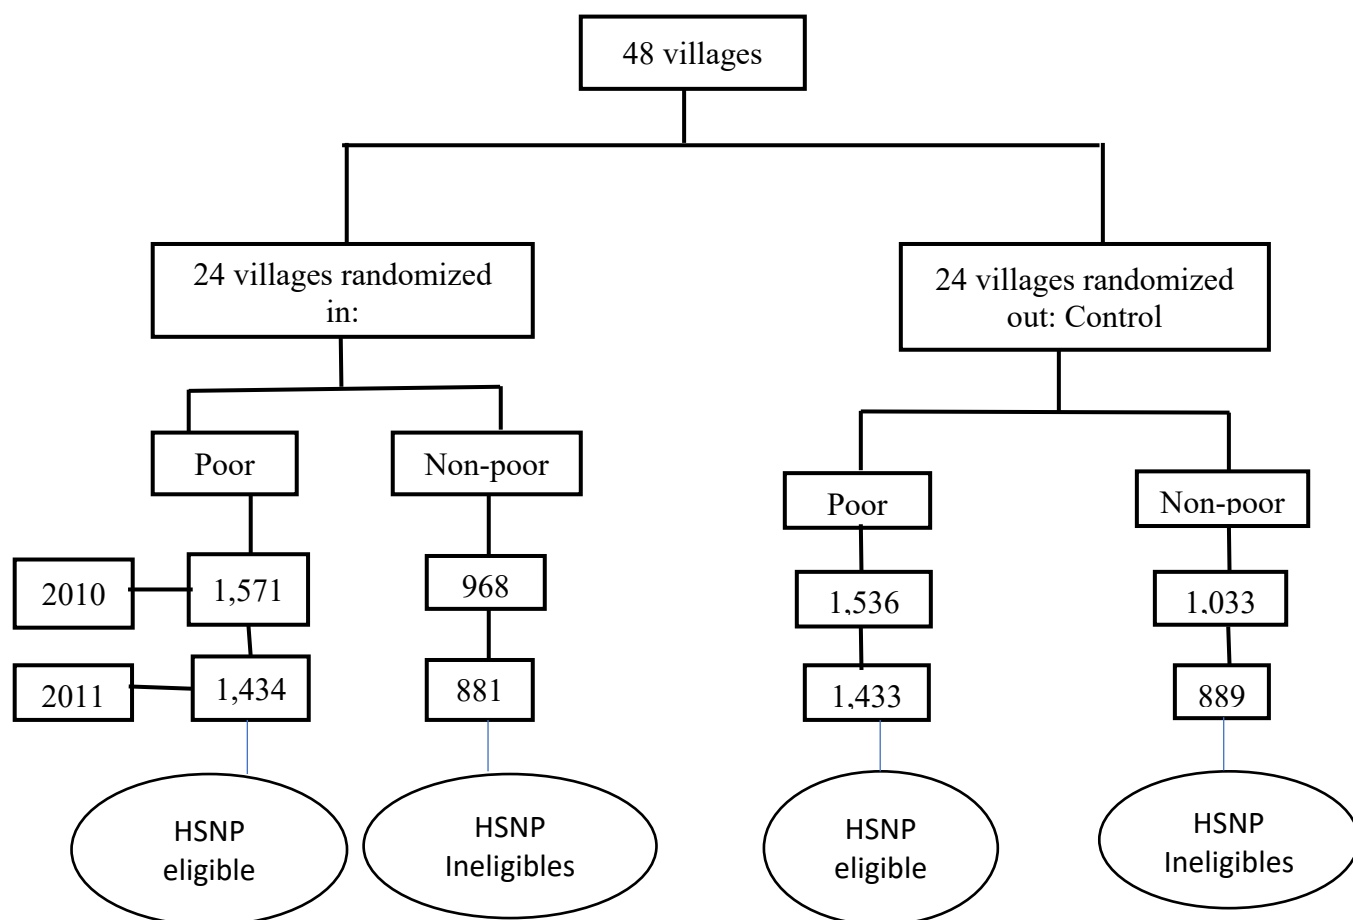 48 villages
24 villages randomized
in:
24 villages randomized
out: Control
Poor
Non-poor
Poor
Non-poor
2010
1,571
968
1,536
1,033
2011
1,434
881
1,433
889
HSNP
eligible
HSNP
Ineligibles
HSNP
eligible
HSNP
Ineligibles